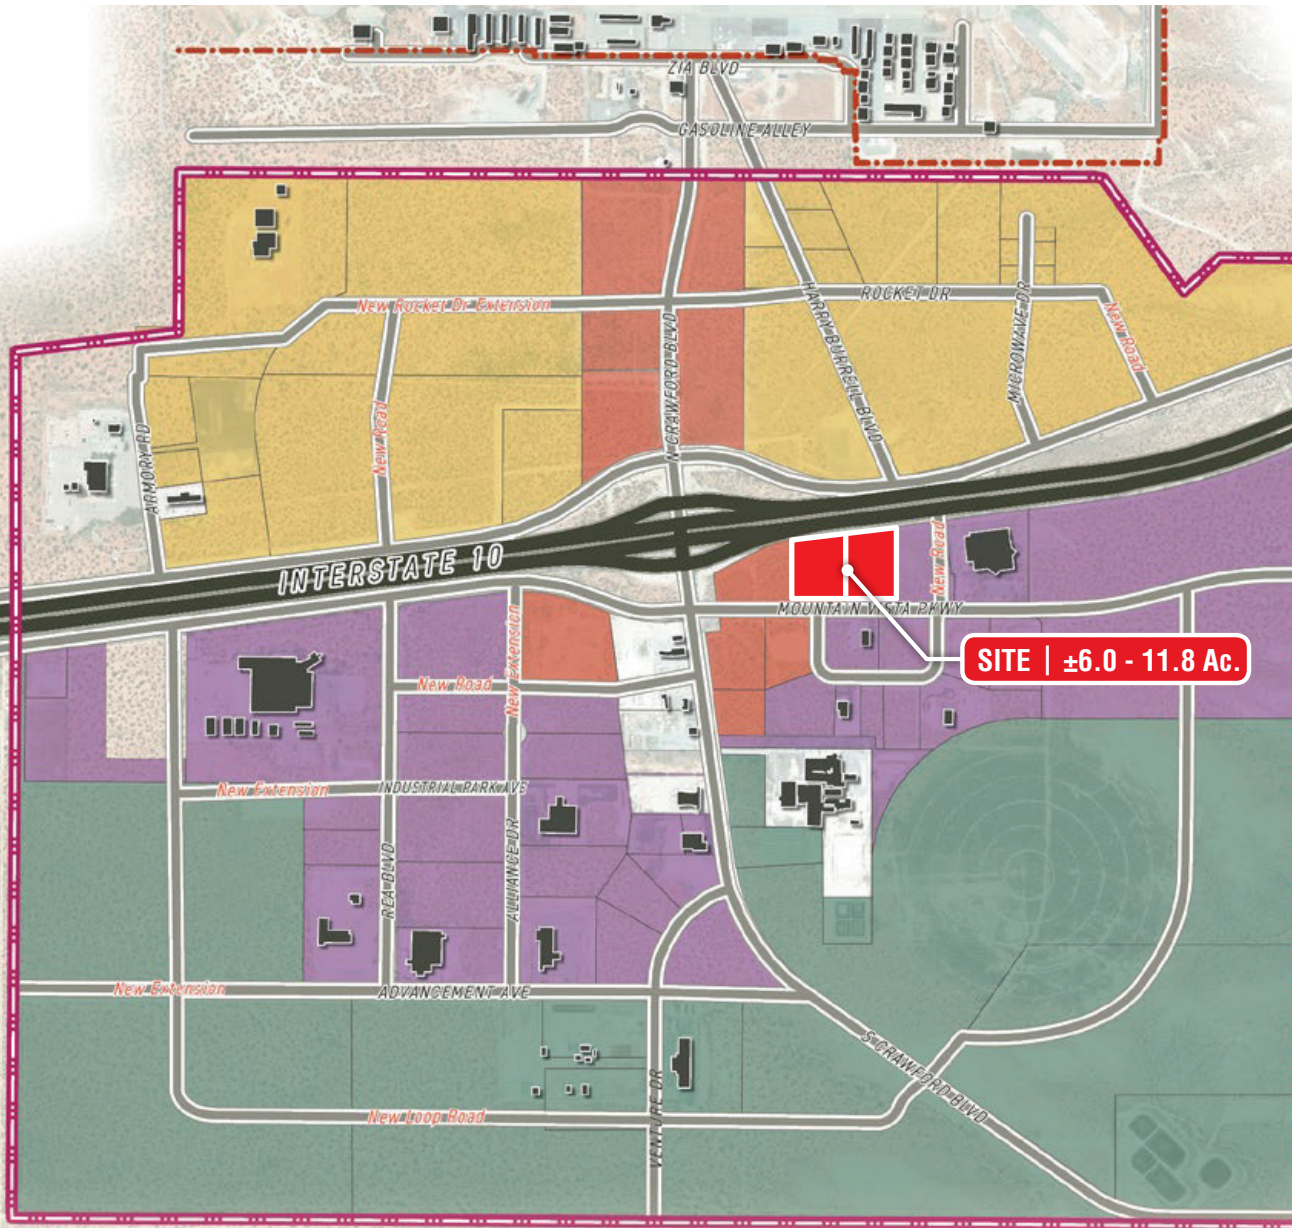 ZIA BLVD
GASOLINE ALLEY
New Rocket Dr Extension
ROCKET DR
N CRAWFORD BLVD
HARRY BURRELL BLVD
MICROWAVE DR
New Road
New Road
ARMORY RD
INTERSTATE 10
New Road
MOUNTAIN VISTA PKWY
SITE | ±6.0 - 11.8 Ac.
New Extension
New Road
New Extension
INDUSTRIAL PARK AVE
REA BLVD
ALLIANCE DR
New Extension
ADVANCEMENT AVE
S CRAWFORD BLVD
New Loop Road
VENTURE DR